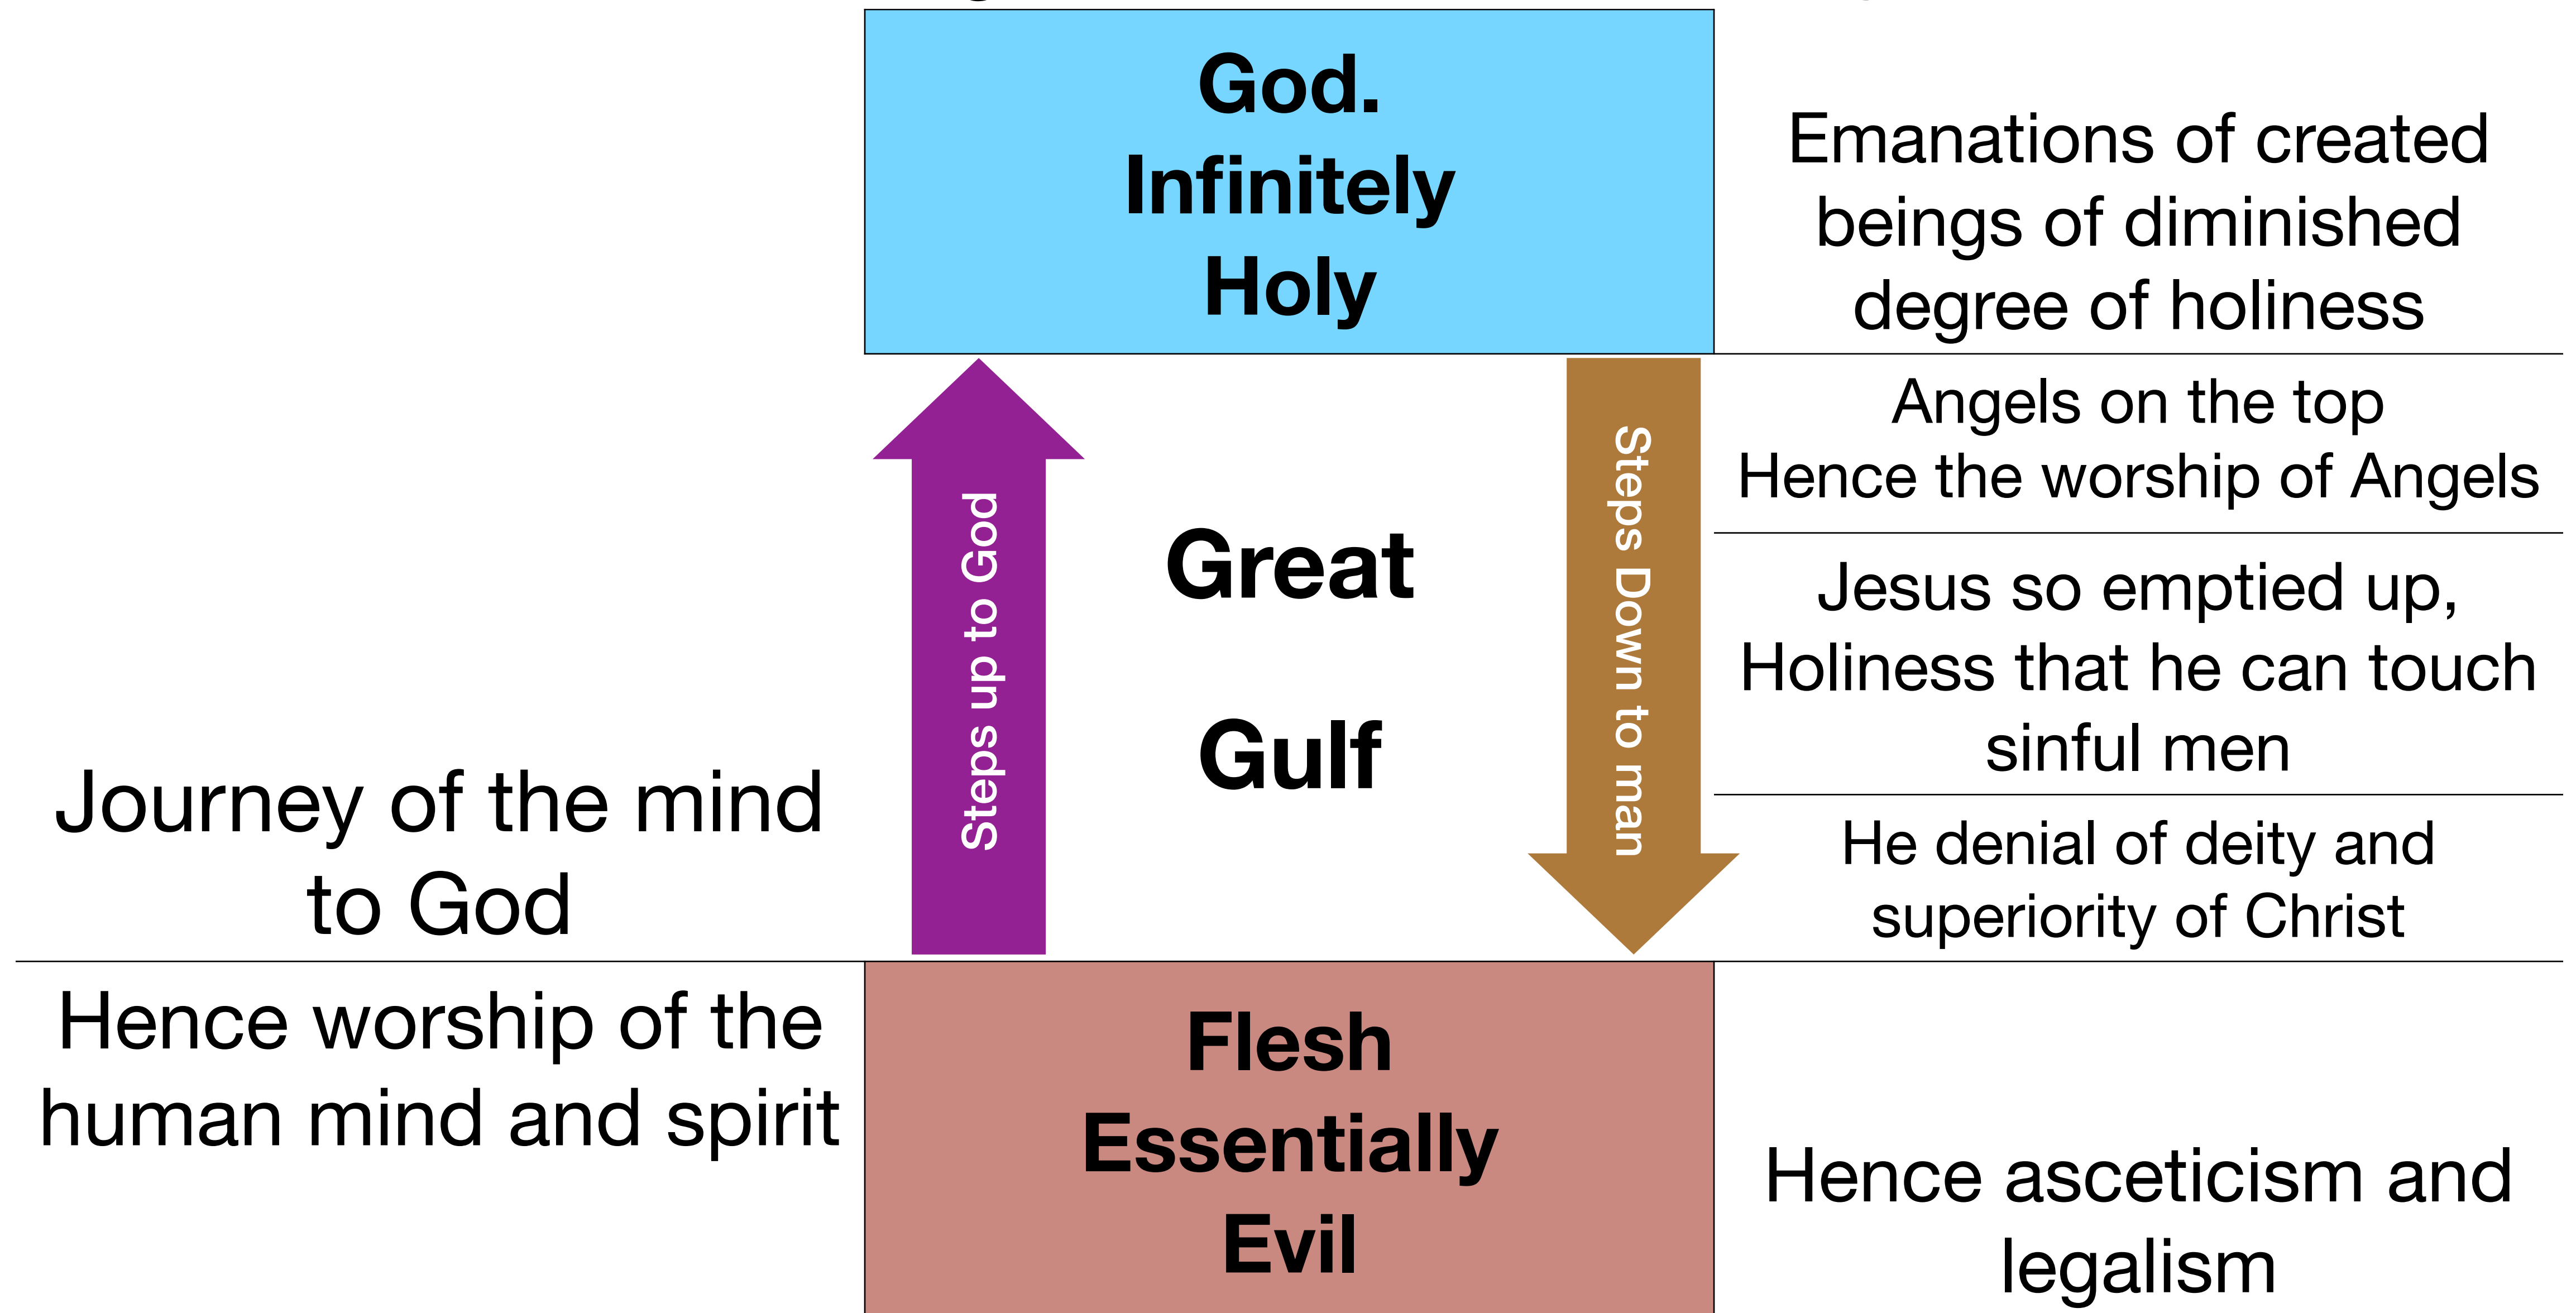 God.
Infinitely
Holy
Emanations of created
beings of diminished
degree of holiness
Angels on the top
Hence the worship of Angels
Steps up to God
Great
Gulf
Steps Down to man
Jesus so emptied up,
Holiness that he can touch
sinful men
Journey of the mind
to God
He denial of deity and
superiority of Christ
Hence worship of the
human mind and spirit
Flesh
Essentially
Evil
Hence asceticism and
legalism